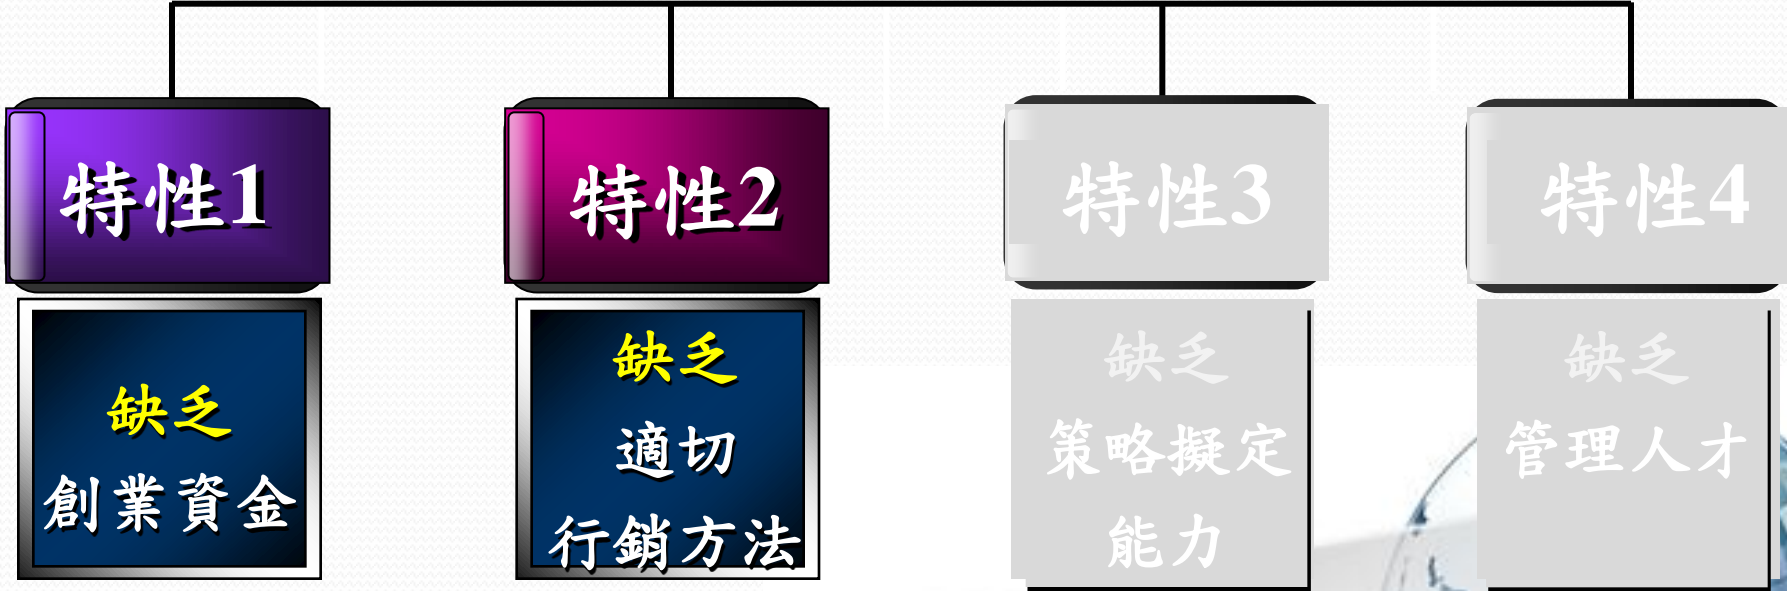 特性1
缺乏
創業資金
特性2
缺乏
適切
行銷方法
特性3
缺乏
策略擬定
能力
特性4
缺乏
管理人才